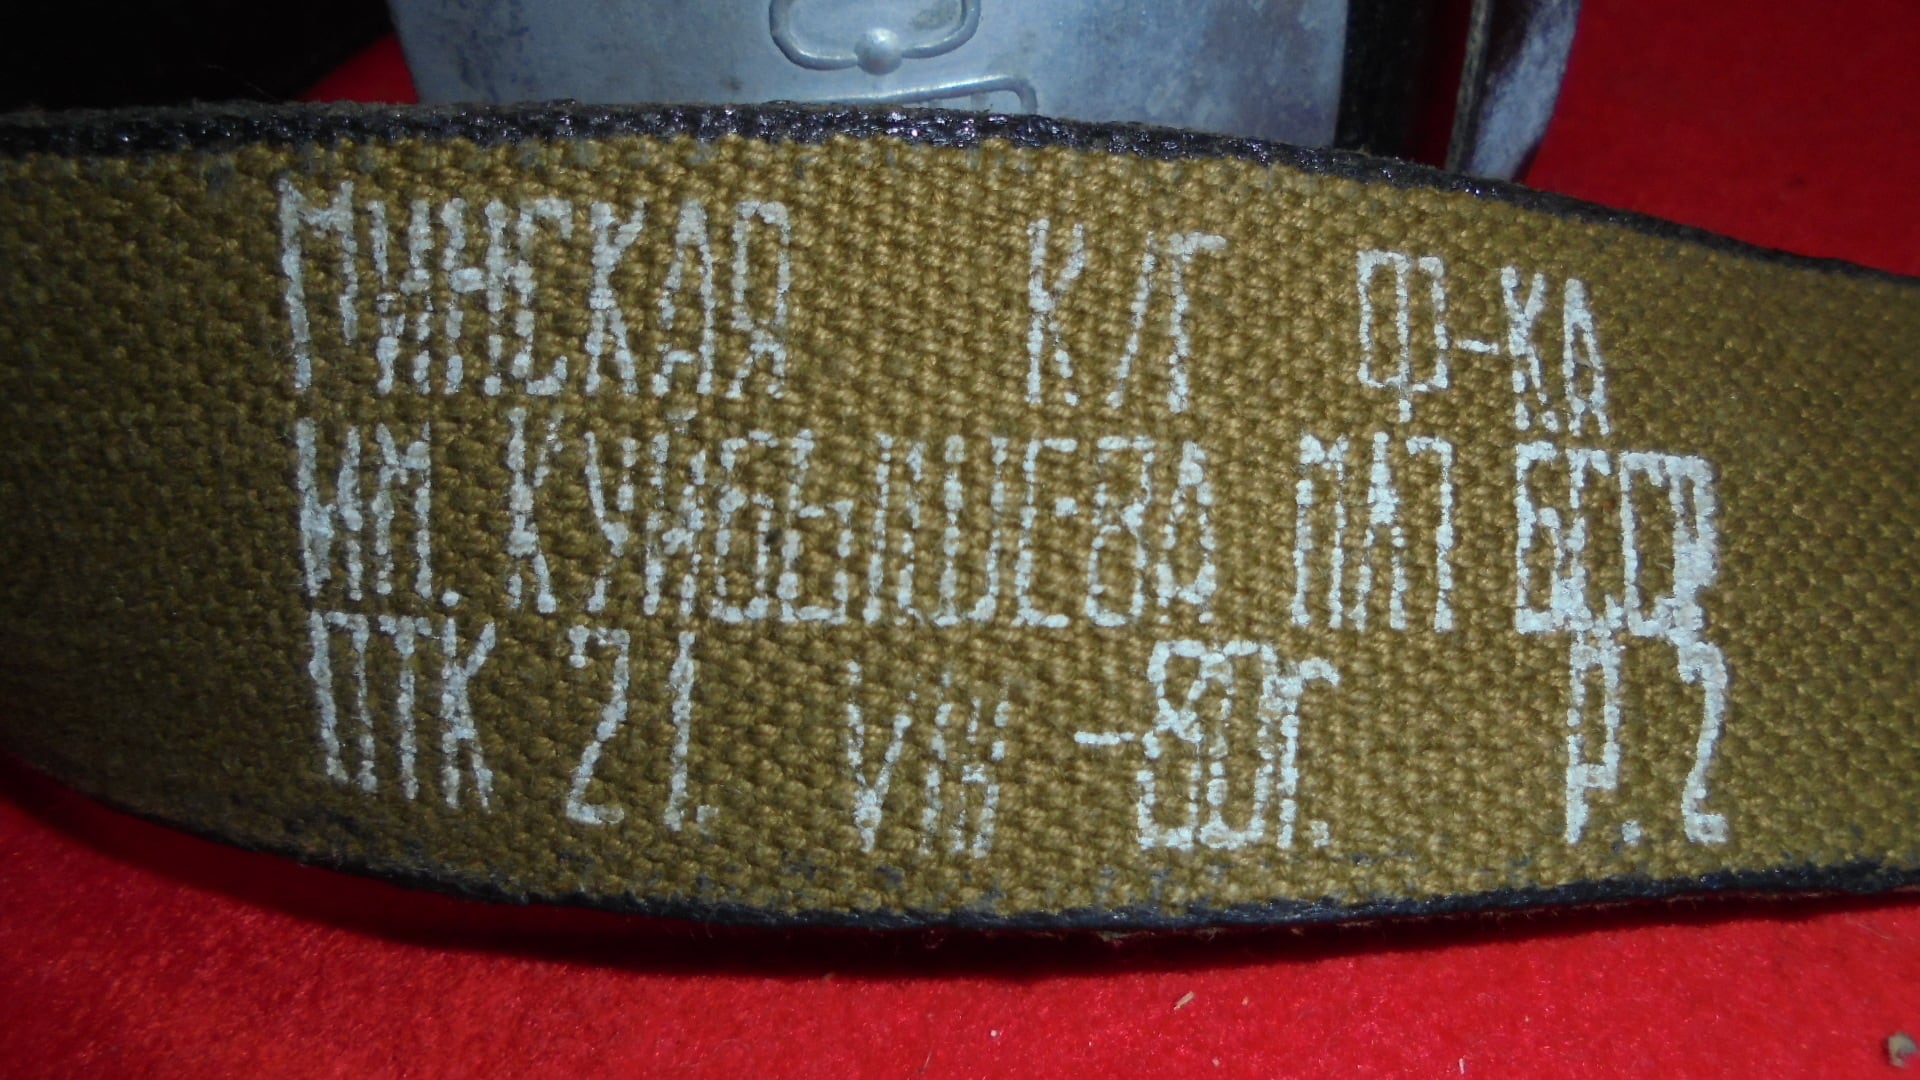 МИНСКАЯ К/Г Ф-КА
ИМ. КУЙБЫШЕВА МЛП БССР
ОТК 21. VIII -80г. Р. 2